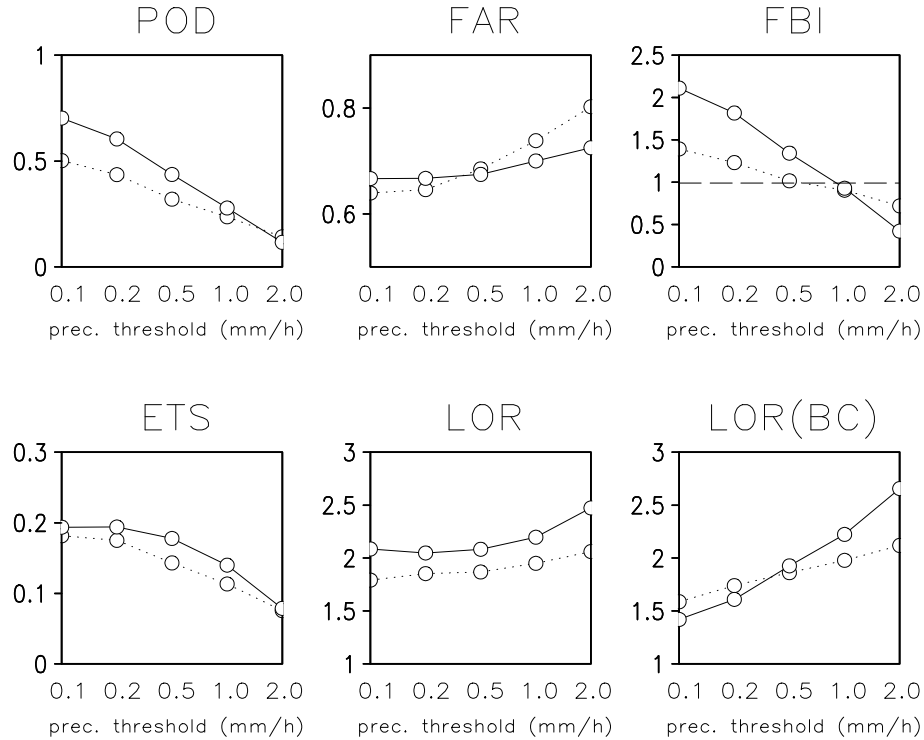 POD FAR FBI
1 0.5 0
0.8 0.6
2.5 2 1.5 1 0.5 0
0.1 0.2 0.5 1.0 2.0 0.1 0.2 0.5 1.0 2.0 0.1 0.2 0.5 1.0 2.0
prec. threshold (mm/h) prec. threshold (mm/h) prec. threshold (mm/h)
ETS LOR LOR(BC)
0.3 0.2 0.1 0
3 2.5 2 1.5 1
3 2.5 2 1.5 1
0.1 0.2 0.5 1.0 2.0 0.1 0.2 0.5 1.0 2.0 0.1 0.2 0.5 1.0 2.0
prec. threshold (mm/h) prec. threshold (mm/h) prec. threshold (mm/h)